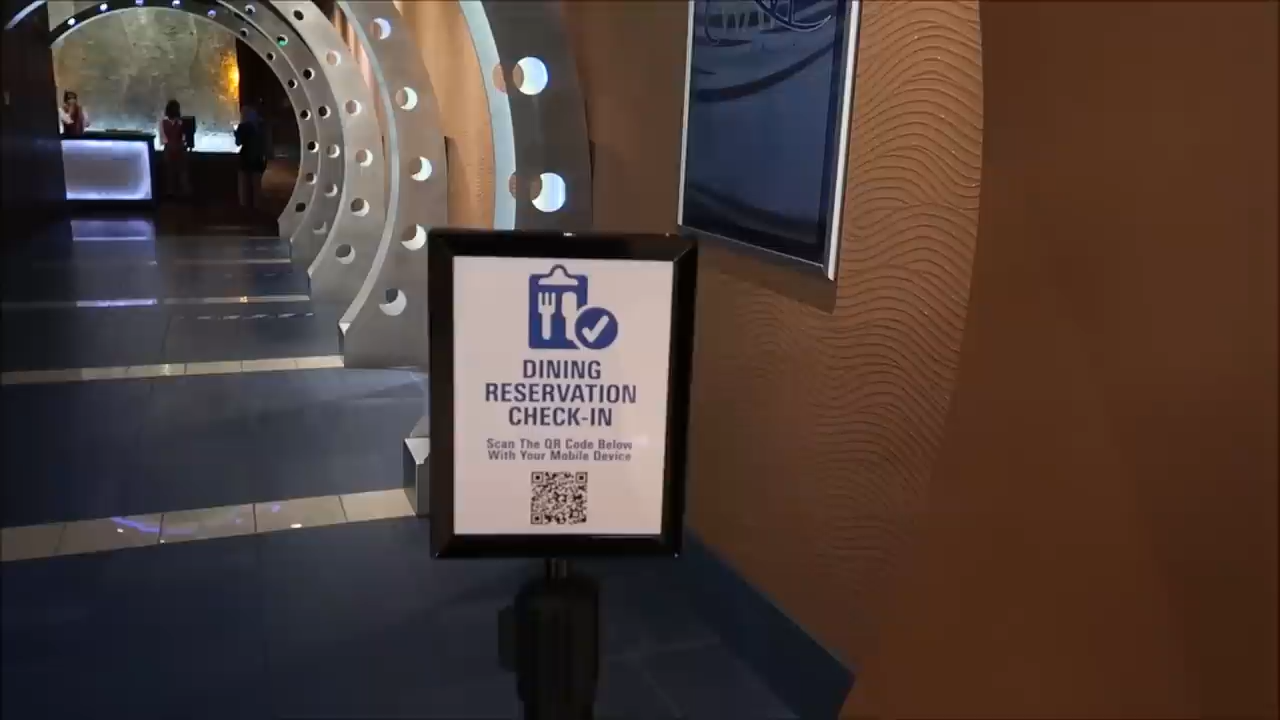 DINING
RESERVATION
CHECK-IN
Scan The QR Code Below
With Your Mobile Device